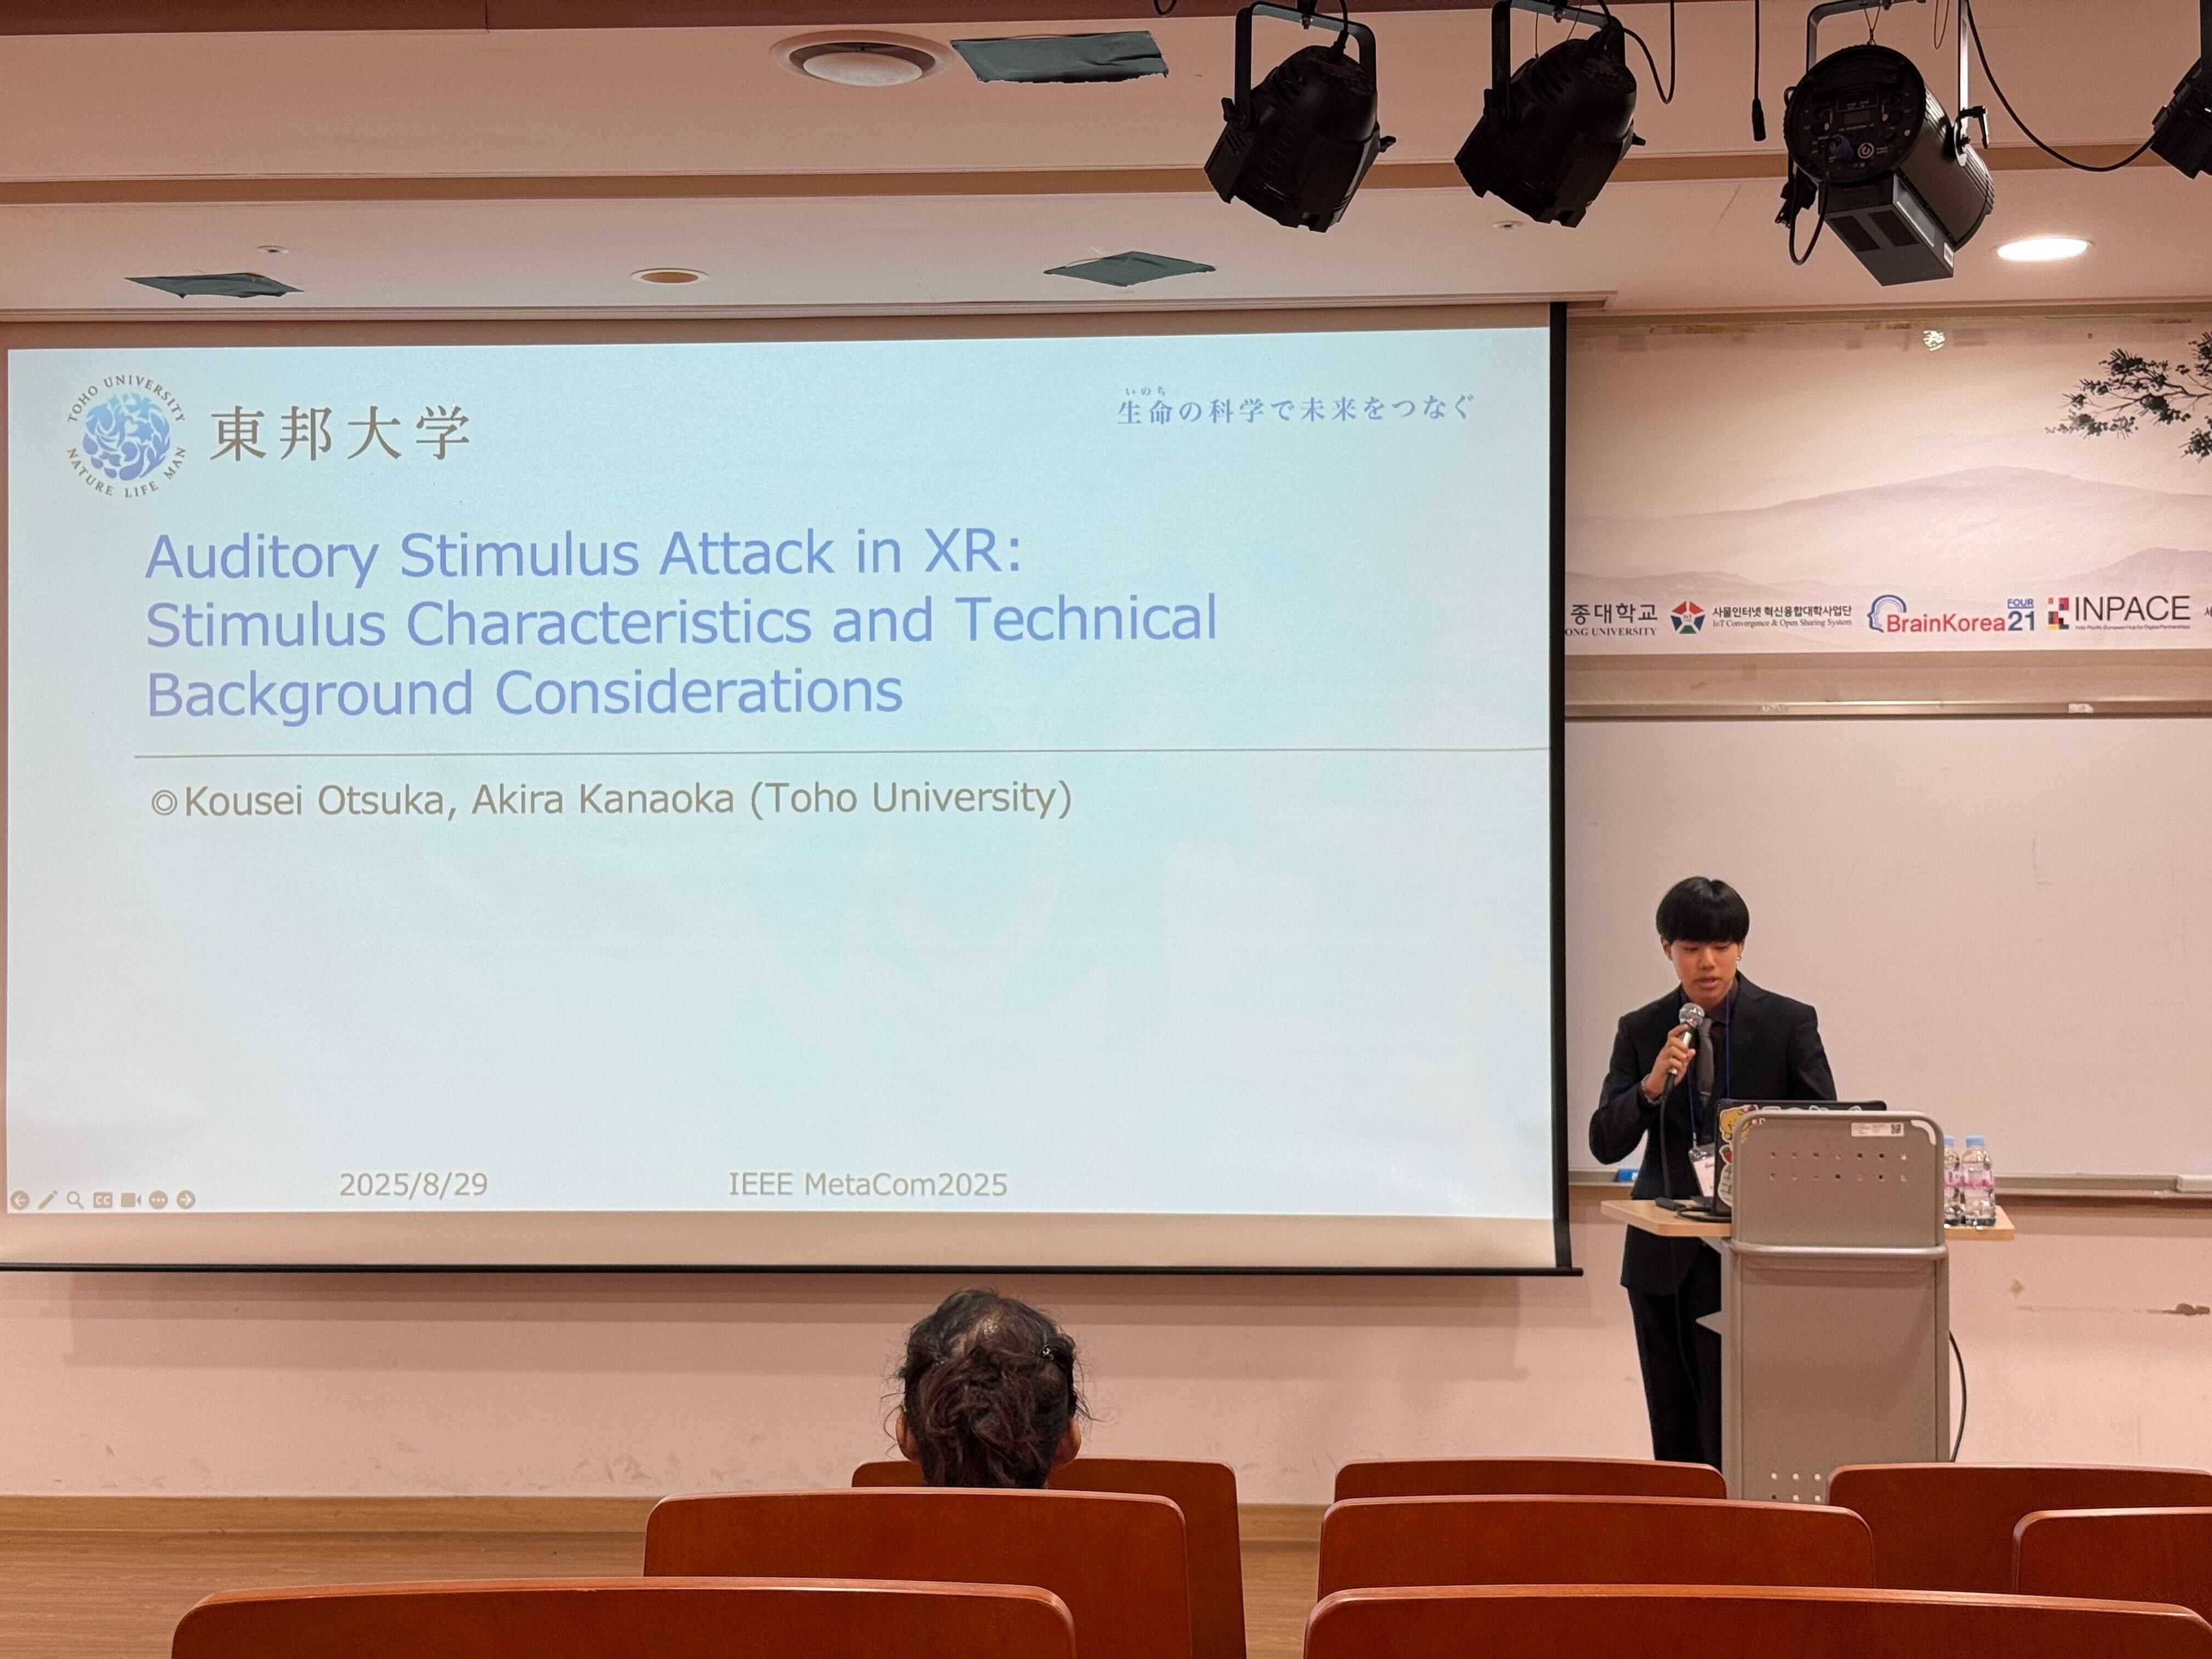 TOHO UNIVERSITY
NATURE LIFE MAN
東邦大学
いのち
生命の科学で未来をつなぐ
Auditory Stimulus Attack in XR:
Stimulus Characteristics and Technical
Background Considerations
◎Kousei Otsuka, Akira Kanaoka (Toho University)
2025/8/29
IEEE MetaCom2025
CC
종대학교
ONG UNIVERSITY
사물인터넷 혁신융합대학사업단
IoT Convergence & Open Sharing System
BrainKorea21
FOUR
INPACE